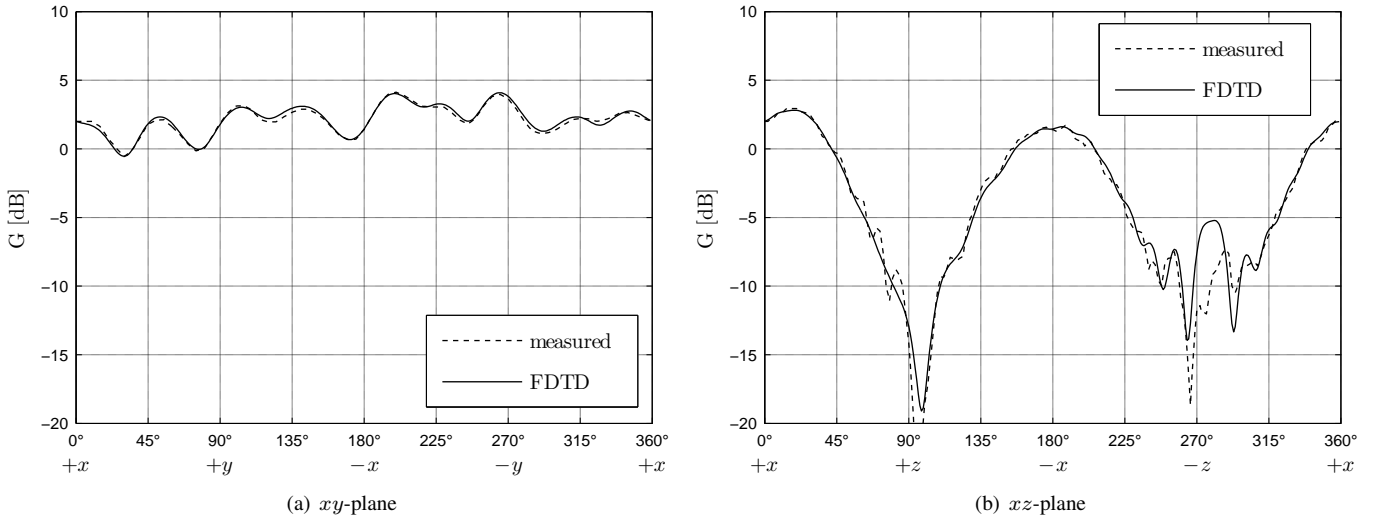 10
5
0
−5
−10
−15
−20
G [dB]
measured
FDTD
0° 45° 90° 135° 180° 225° 270° 315° 360°
+x +y −x −y +x
(a) xy-plane
10
5
0
−5
−10
−15
−20
G [dB]
measured
FDTD
0° 45° 90° 135° 180° 225° 270° 315° 360°
+x +z −x −z +x
(b) xz-plane